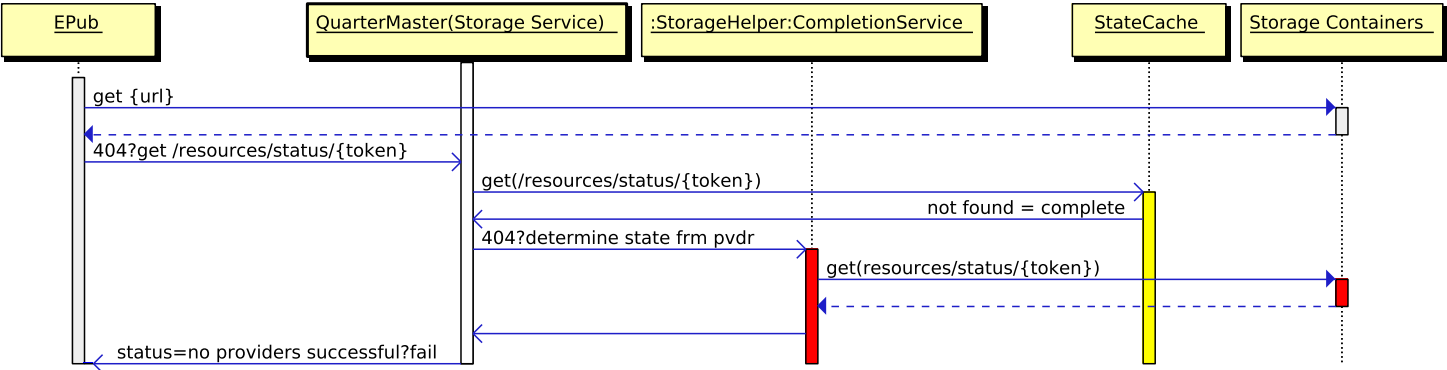 EPub
QuarterMaster(Storage Service)
:StorageHelper:CompletionService
StateCache
Storage Containers
get {url}
404?get /resources/status/{token}
get(/resources/status/{token})
not found = complete
404?determine state frm pvdr
get(resources/status/{token})
status=no providers successful?fail